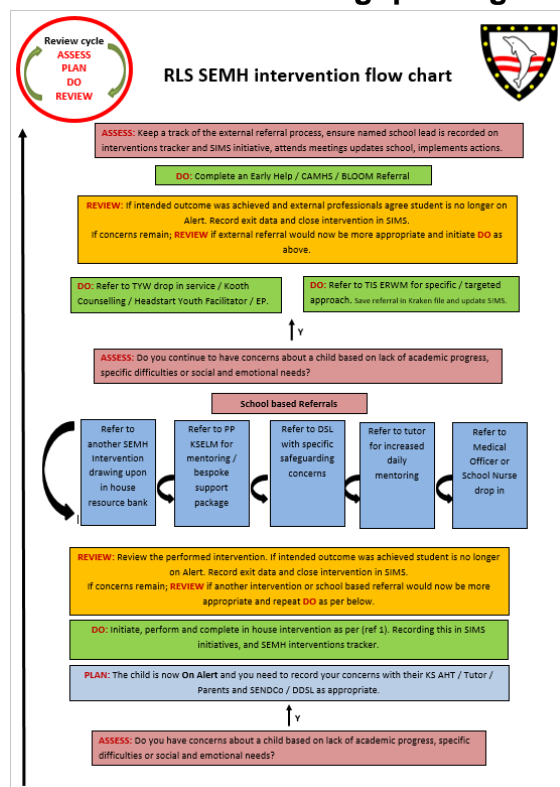 Review cycle
ASSESS
PLAN
DO
REVIEW
RLS SEMH intervention flow chart
ASSESS: Keep a track of the external referral process, ensure named school lead is recorded on
interventions tracker and SIMS initiative, attends meetings updates school, implements actions.
DO: Complete an Early Help / CAMHS / BLOOM Referral
REVIEW: If intended outcome was achieved and external professionals agree student is no longer on
Alert. Record exit data and close intervention in SIMS.
If concerns remain; REVIEW if external referral would now be more appropriate and initiate DO as
above.
DO: Refer to TYW drop in service / Kooth
Counselling / Headstart Youth Facilitator / EP.
DO: Refer to TIS ERWM for specific / targeted
approach. Save referral in Kraken file and update SIMS.
Y
ASSESS: Do you continue to have concerns about a child based on lack of academic progress,
specific difficulties or social and emotional needs?
School based Referrals
Refer to
another SEMH
Intervention
drawing upon
in house
resource bank
Refer to PP
KSELM for
mentoring /
bespoke
support
package
Refer to DSL
with specific
safeguarding
concerns
Refer to tutor
for increased
daily
mentoring
Refer to
Medical
Officer or
School Nurse
drop in
REVIEW: Review the performed intervention. If intended outcome was achieved student is no longer
on Alert. Record exit data and close intervention in SIMS.
If concerns remain; REVIEW if another intervention or school based referral would now be more
appropriate and repeat DO as per below.
DO: Initiate, perform and complete in house intervention as per (ref 1). Recording this in SIMS
initiatives, and SEMH interventions tracker.
PLAN: The child is now On Alert and you need to record your concerns with their KS AHT / Tutor /
Parents and SENDCo / DDSL as appropriate.
Y
ASSESS: Do you have concerns about a child based on lack of academic progress, specific
difficulties or social and emotional needs?